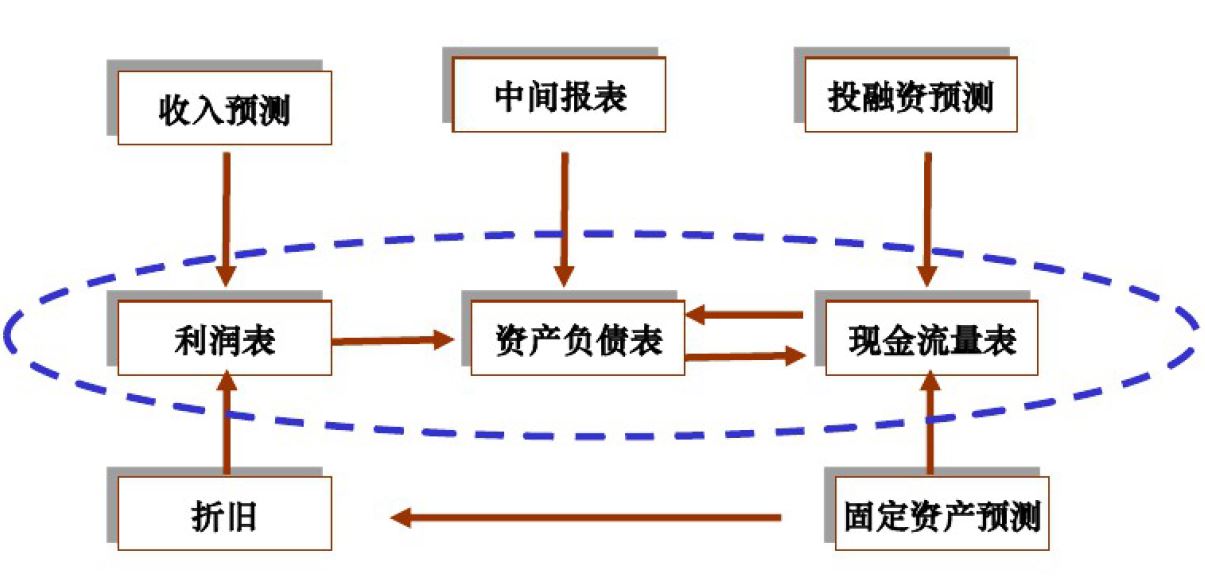 收入预测
中间报表
投融资预测
利润表
资产负债表
现金流量表
折旧
固定资产预测